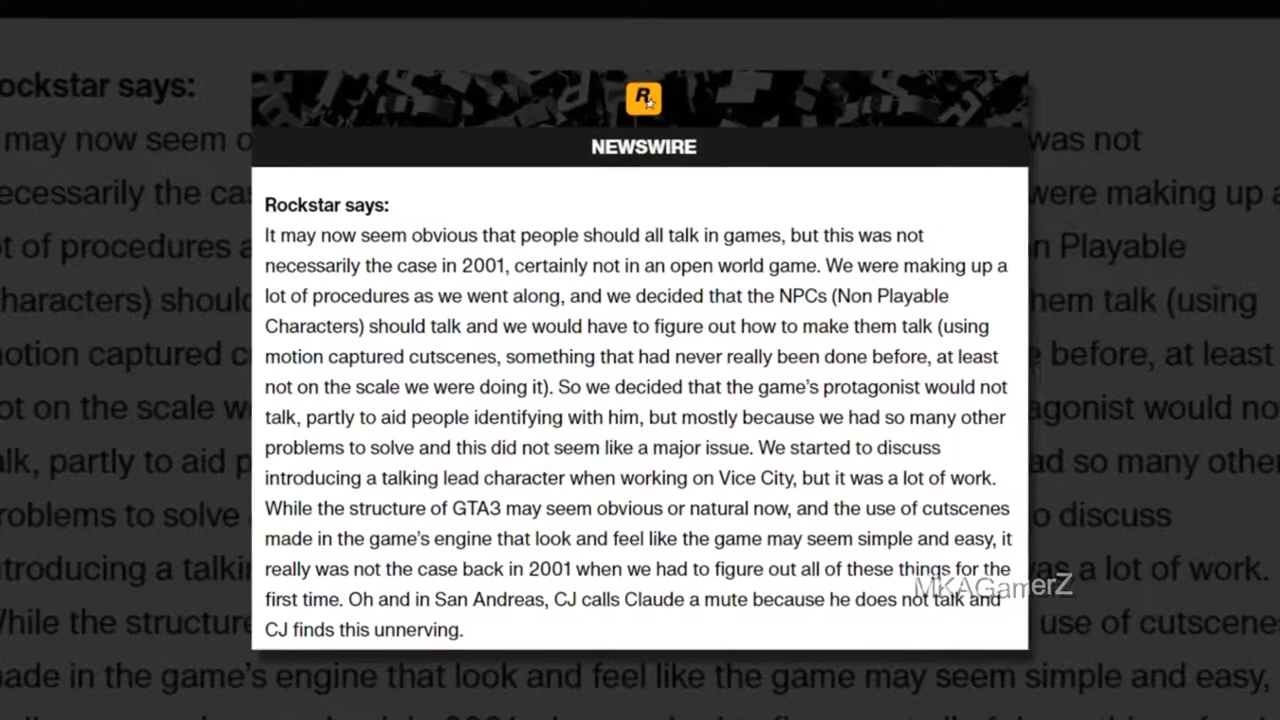 R
NEWSWIRE
Rockstar says:
It may now seem obvious that people should all talk in games, but this was not
necessarily the case in 2001, certainly not in an open world game. We were making up a
lot of procedures as we went along, and we decided that the NPCs (Non Playable
Characters) should talk and we would have to figure out how to make them talk (using
motion captured cutscenes, something that had never really been done before, at least
not on the scale we were doing it). So we decided that the game's protagonist would not
talk, partly to aid people identifying with him, but mostly because we had so many other
problems to solve and this did not seem like a major issue. We started to discuss
introducing a talking lead character when working on Vice City, but it was a lot of work.
While the structure of GTA3 may seem obvious or natural now, and the use of cutscenes
made in the game's engine that look and feel like the game may seem simple and easy, it
really was not the case back in 2001 when we had to figure out all of these things for the
first time. Oh and in San Andreas, CJ calls Claude a mute because he does not talk and
CJ finds this unnerving.
MKAGamerZ